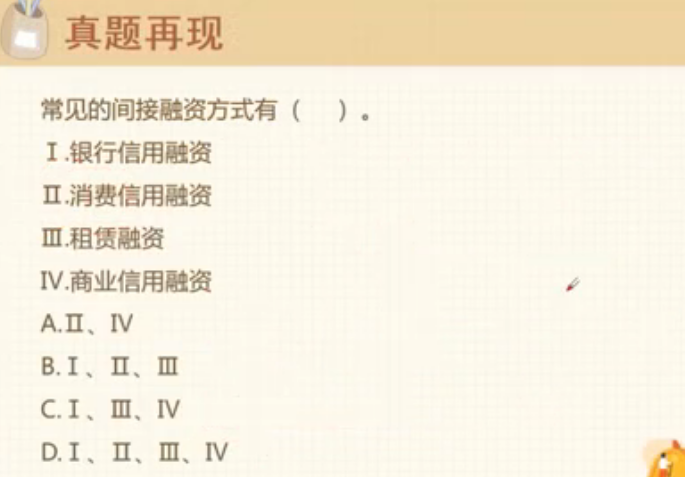 真题再现
常见的间接融资方式有（　）。
Ⅰ.银行信用融资
Ⅱ.消费信用融资
Ⅲ.租赁融资
Ⅳ.商业信用融资
A.Ⅱ、Ⅳ
B.Ⅰ、Ⅱ、Ⅲ
C.Ⅰ、Ⅲ、Ⅳ
D.Ⅰ、Ⅱ、Ⅲ、Ⅳ